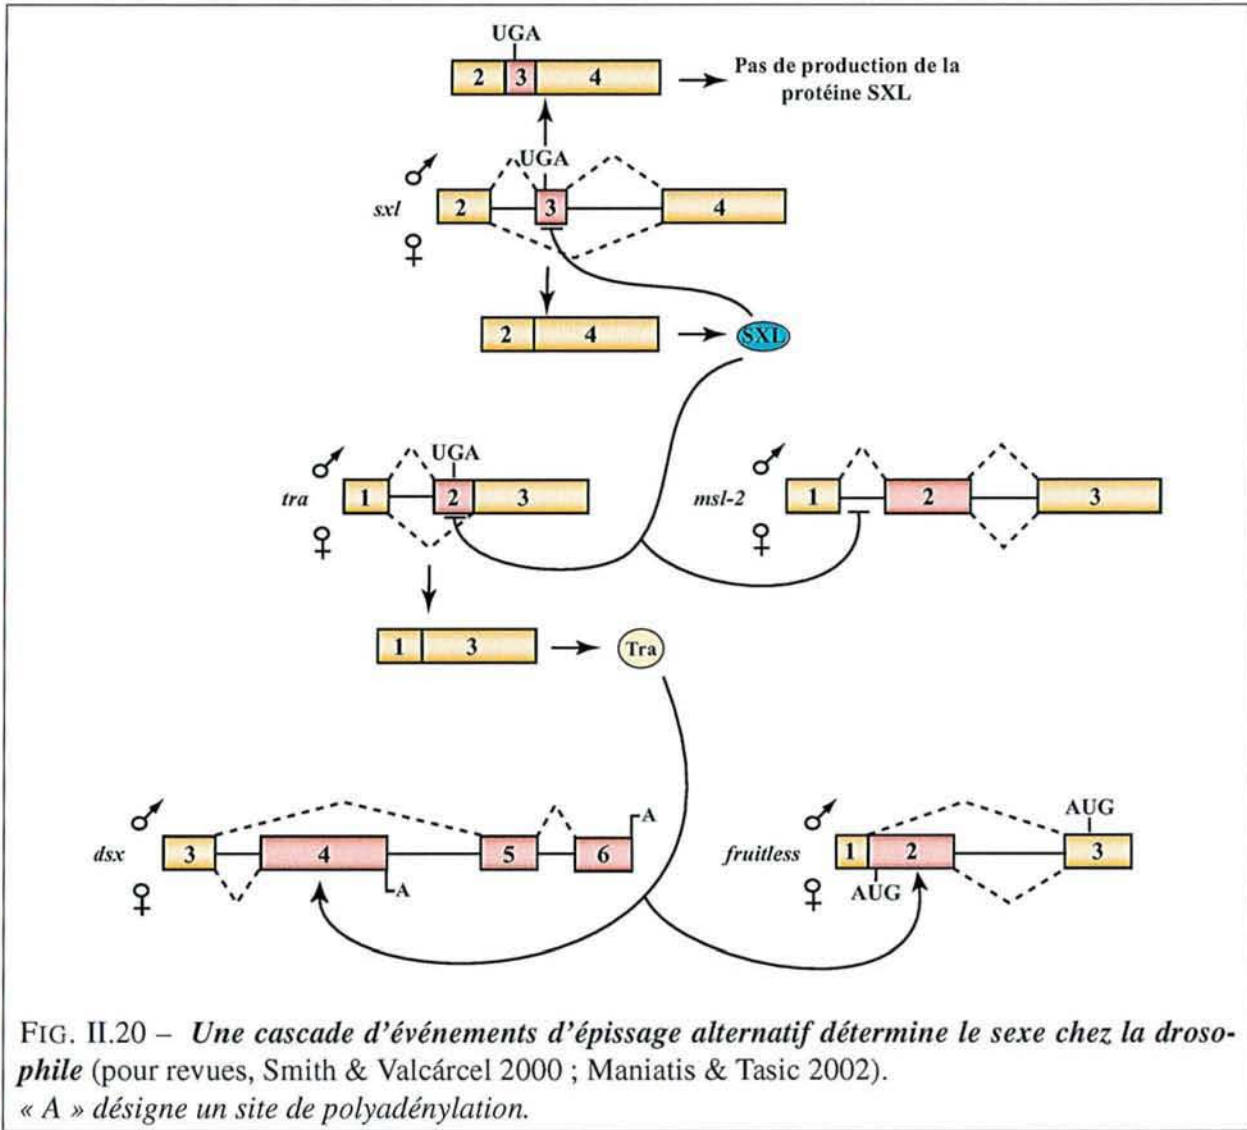 UGA
2 3 4
Pas de production de la
protéine SXL
UGA
♂
sxl
2 3 4
♀
2 4
SXL
UGA
♂
tra
1 2 3
♀
♂
msl-2
1 2 3
♀
1 3
Tra
♂
dsx
3 4 5 6
A
A
♀
AUG
♂
fruitless
1 2 3
AUG
♀
FIG. II.20 – Une cascade d'événements d'épissage alternatif détermine le sexe chez la droso-
phile (pour revues, Smith & Valcárcel 2000 ; Maniatis & Tasic 2002).
« A » désigne un site de polyadénylation.